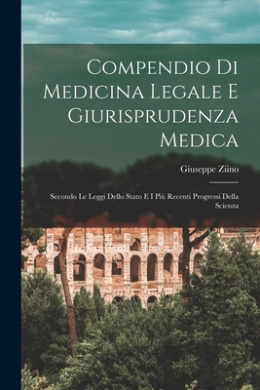 Compendio Di
Medicina Legale E
Giurisprudenza
Medica
Giuseppe Ziino
Secondo Le Leggi Dello Stato E I Più Recenti Progressi Della
Scienza